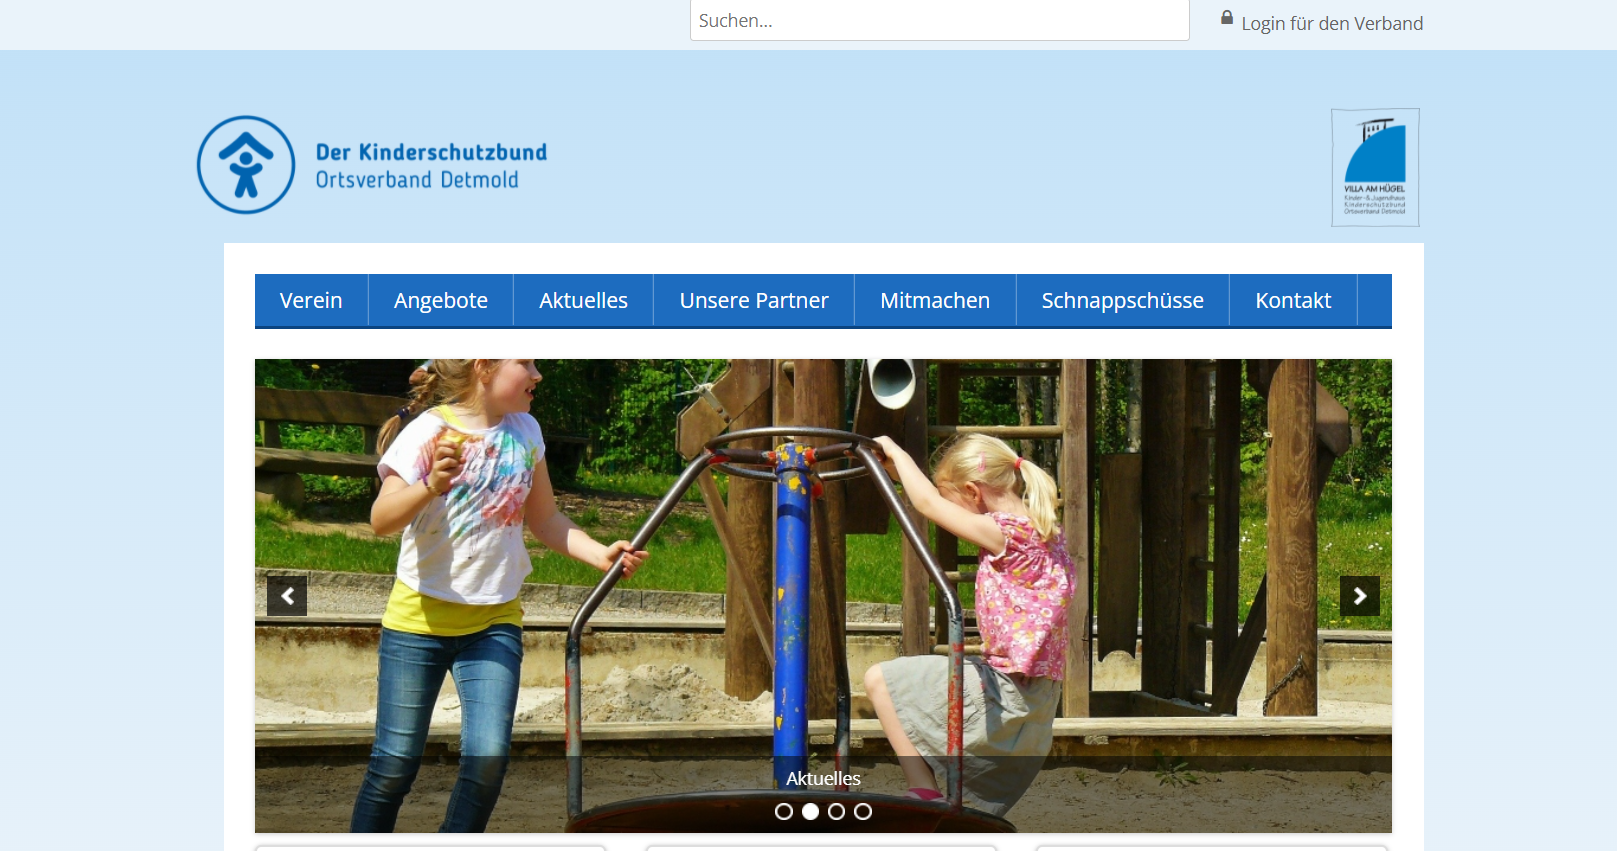 Suchen...
Login für den Verband
Der Kinderschutzbund
Ortsverband Detmold
VILLA AM HÜGEL
Kinder-& Jugendhaus
Kinderschutzbund
Ortsverband Detmold
Verein
Angebote
Aktuelles
Unsere Partner
Mitmachen
Schnappschüsse
Kontakt
Aktuelles